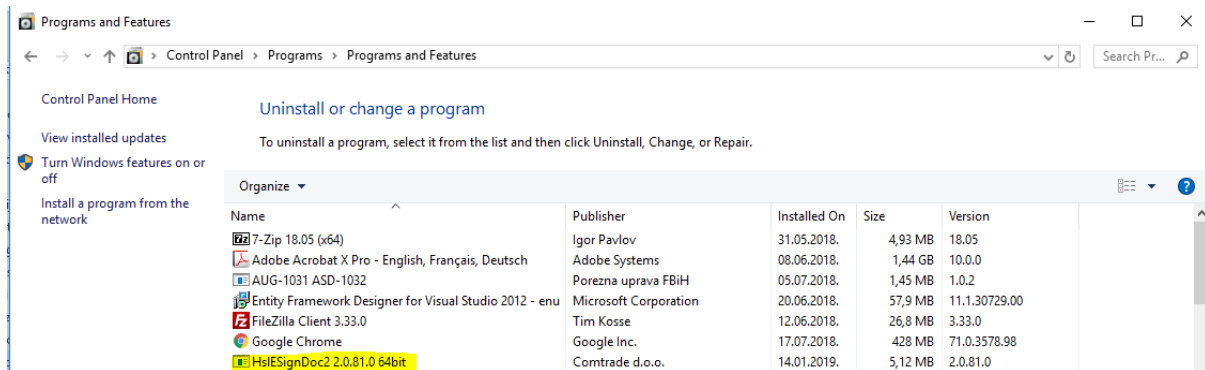 Programs and Features
Control Panel > Programs > Programs and Features
Search Pr...
Control Panel Home
View installed updates
Turn Windows features on or
off
Install a program from the
network
Uninstall or change a program
To uninstall a program, select it from the list and then click Uninstall, Change, or Repair.
Organize
Name Publisher Installed On Size Version
7-Zip 18.05 (x64) Igor Pavlov 31.05.2018. 4,93 MB 18.05
Adobe Acrobat X Pro - English, Français, Deutsch Adobe Systems 08.06.2018. 1,44 GB 10.0.0
AUG-1031 ASD-1032 Porezna uprava FBiH 05.07.2018. 1,45 MB 1.0.2
Entity Framework Designer for Visual Studio 2012 - enu Microsoft Corporation 20.06.2018. 57,9 MB 11.1.30729.00
FileZilla Client 3.33.0 Tim Kosse 12.06.2018. 26,8 MB 3.33.0
Google Chrome Google Inc. 17.07.2018. 428 MB 71.0.3578.98
HslESignDoc2 2.0.81.0 64bit Comtrade d.o.o. 14.01.2019. 5,12 MB 2.0.81.0